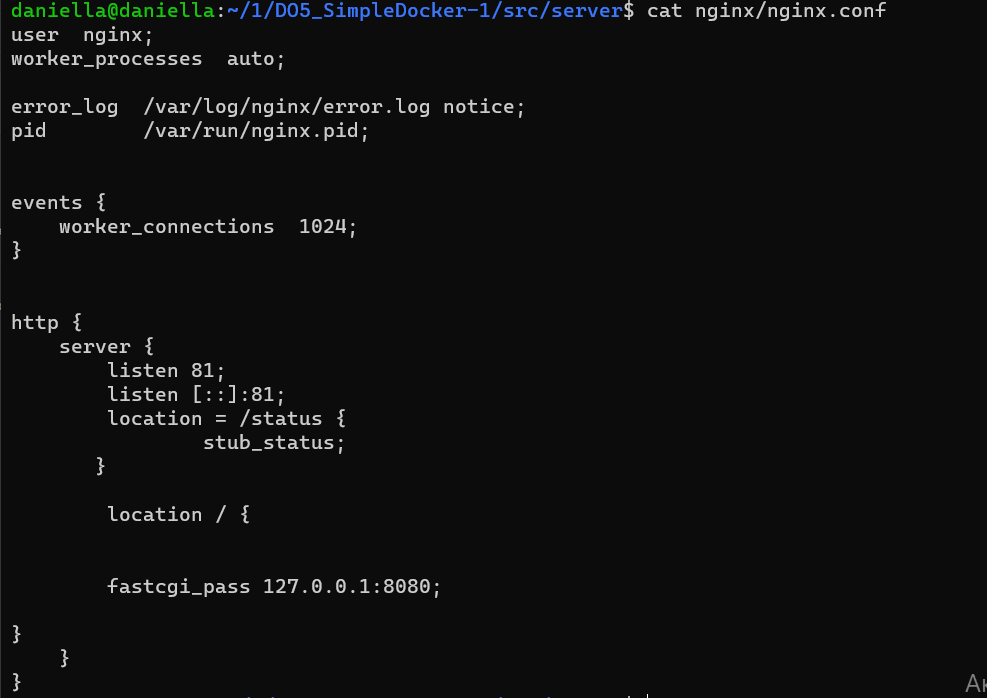 daniella@daniella:~/1/DO5_SimpleDocker-1/src/server$ cat nginx/nginx.conf
user  nginx;
worker_processes  auto;
error_log  /var/log/nginx/error.log notice;
pid        /var/run/nginx.pid;
events {
    worker_connections  1024;
}
http {
    server {
        listen 81;
        listen [::]:81;
        location = /status {
                stub_status;
       }
        location / {
        fastcgi_pass 127.0.0.1:8080;
}
    }
}